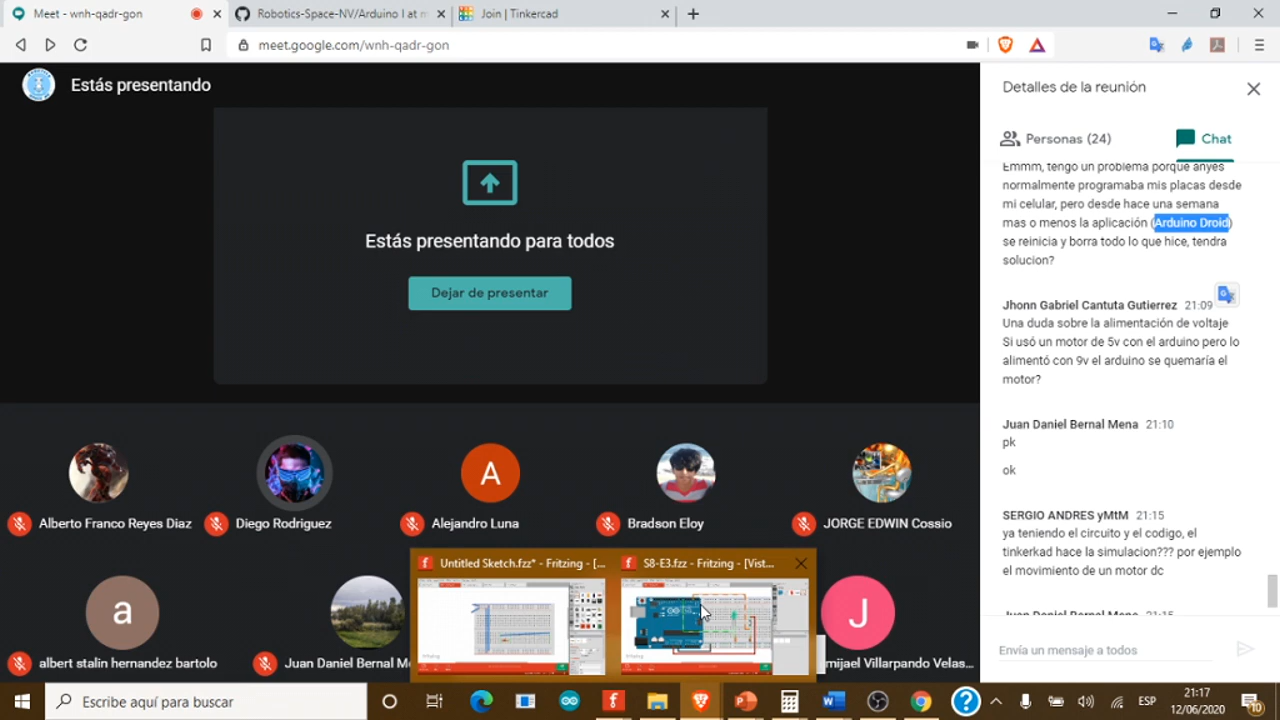 Meet - wnh-qadr-gon
Robotics-Space-NV/Arduino I at m
Join | Tinkercad
meet.google.com/wnh-qadr-gon
Estás presentando
Estás presentando para todos
Dejar de presentar
Detalles de la reunión
Personas (24)
Chat
Emmm, tengo un problema porque anyes
normalmente programaba mis placas desde
mi celular, pero desde hace una semana
mas o menos la aplicación (Arduino Droid)
se reinicia y borra todo lo que hice, tendra
solucion?
Jhonn Gabriel Cantuta Gutierrez 21:09
Una duda sobre la alimentación de voltaje
Si usó un motor de 5v con el arduino pero lo
alimentó con 9v el arduino se quemaría el
motor?
Juan Daniel Bernal Mena 21:10
pk
ok
SERGIO ANDRES yMtM 21:15
ya teniendo el circuito y el codigo, el
tinkerkad hace la simulacion??? por ejemplo
el movimiento de un motor dc
Juan Daniel Bernal Mena 21:15
Envía un mensaje a todos
Alberto Franco Reyes Diaz
Diego Rodriguez
A
Alejandro Luna
Bradson Eloy
JORGE EDWIN Cossio
a
albert stalin hernandez bartolo
Juan Daniel Bernal M
Untitled Sketch.fzz* - Fritzing - [...
S8-E3.fzz - Fritzing - [Vist...
J
mijael Villarpando Velas...
Escribe aquí para buscar
ESP
21:17
12/06/2020
10